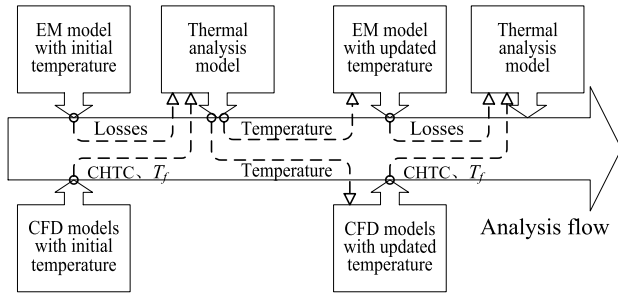 EM model
with initial
temperature
Thermal
analysis
model
EM model
with updated
temperature
Thermal
analysis
model
Losses
Temperature
Losses
CHTC、T_f
Temperature
CHTC、T_f
CFD models
with initial
temperature
CFD models
with updated
temperature
Analysis flow